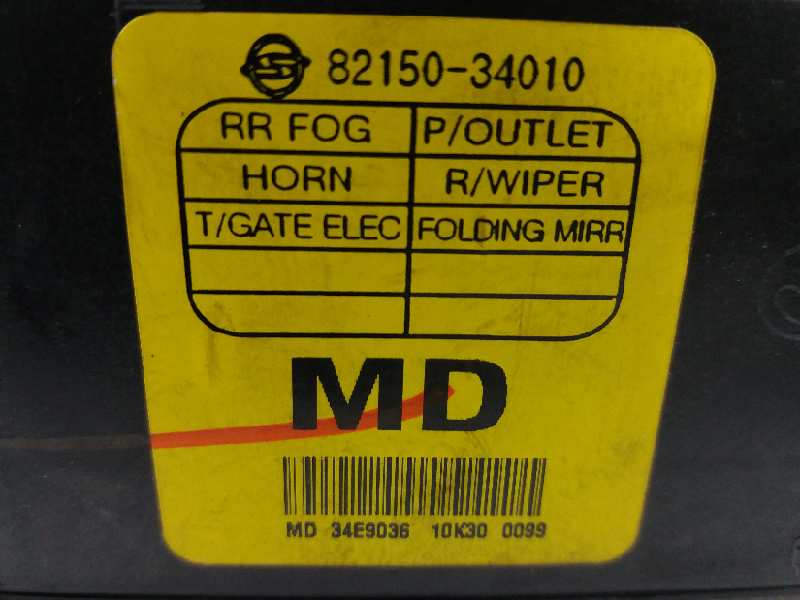 82150-34010
RR FOG P/OUTLET
HORN R/WIPER
T/GATE ELEC FOLDING MIRR
MD
MD 34E9036 10K30 0099